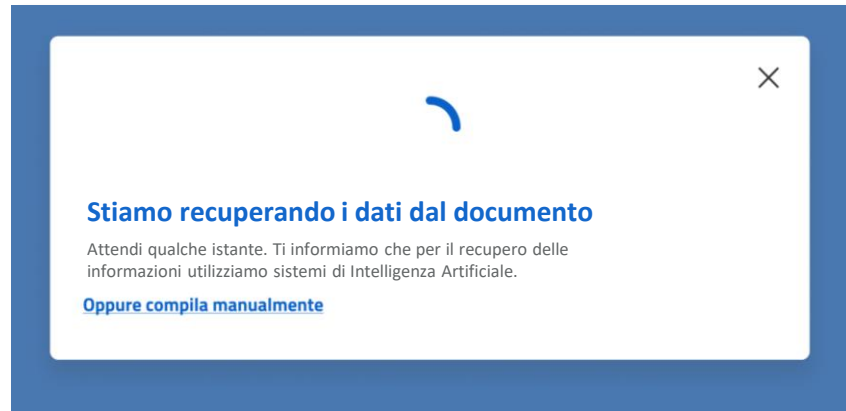 Stiamo recuperando i dati dal documento
Attendi qualche istante. Ti informiamo che per il recupero delle
informazioni utilizziamo sistemi di Intelligenza Artificiale.
Oppure compila manualmente